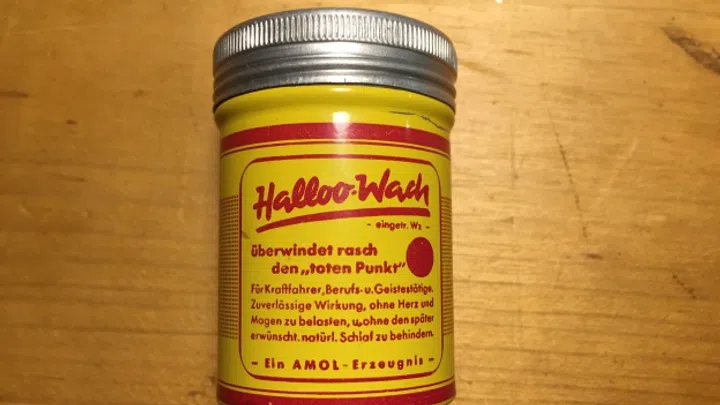 Halloo-Wach
- eingetr. Wz -
überwindet rasch
den „toten Punkt“
Für Kraftfahrer, Berufs- u. Geistestätige.
Zuverlässige Wirkung, ohne Herz und
Magen zu belasten, u. ohne den später
erwünscht. natürl. Schlaf zu behindern.
- Ein AMOL-Erzeugnis -